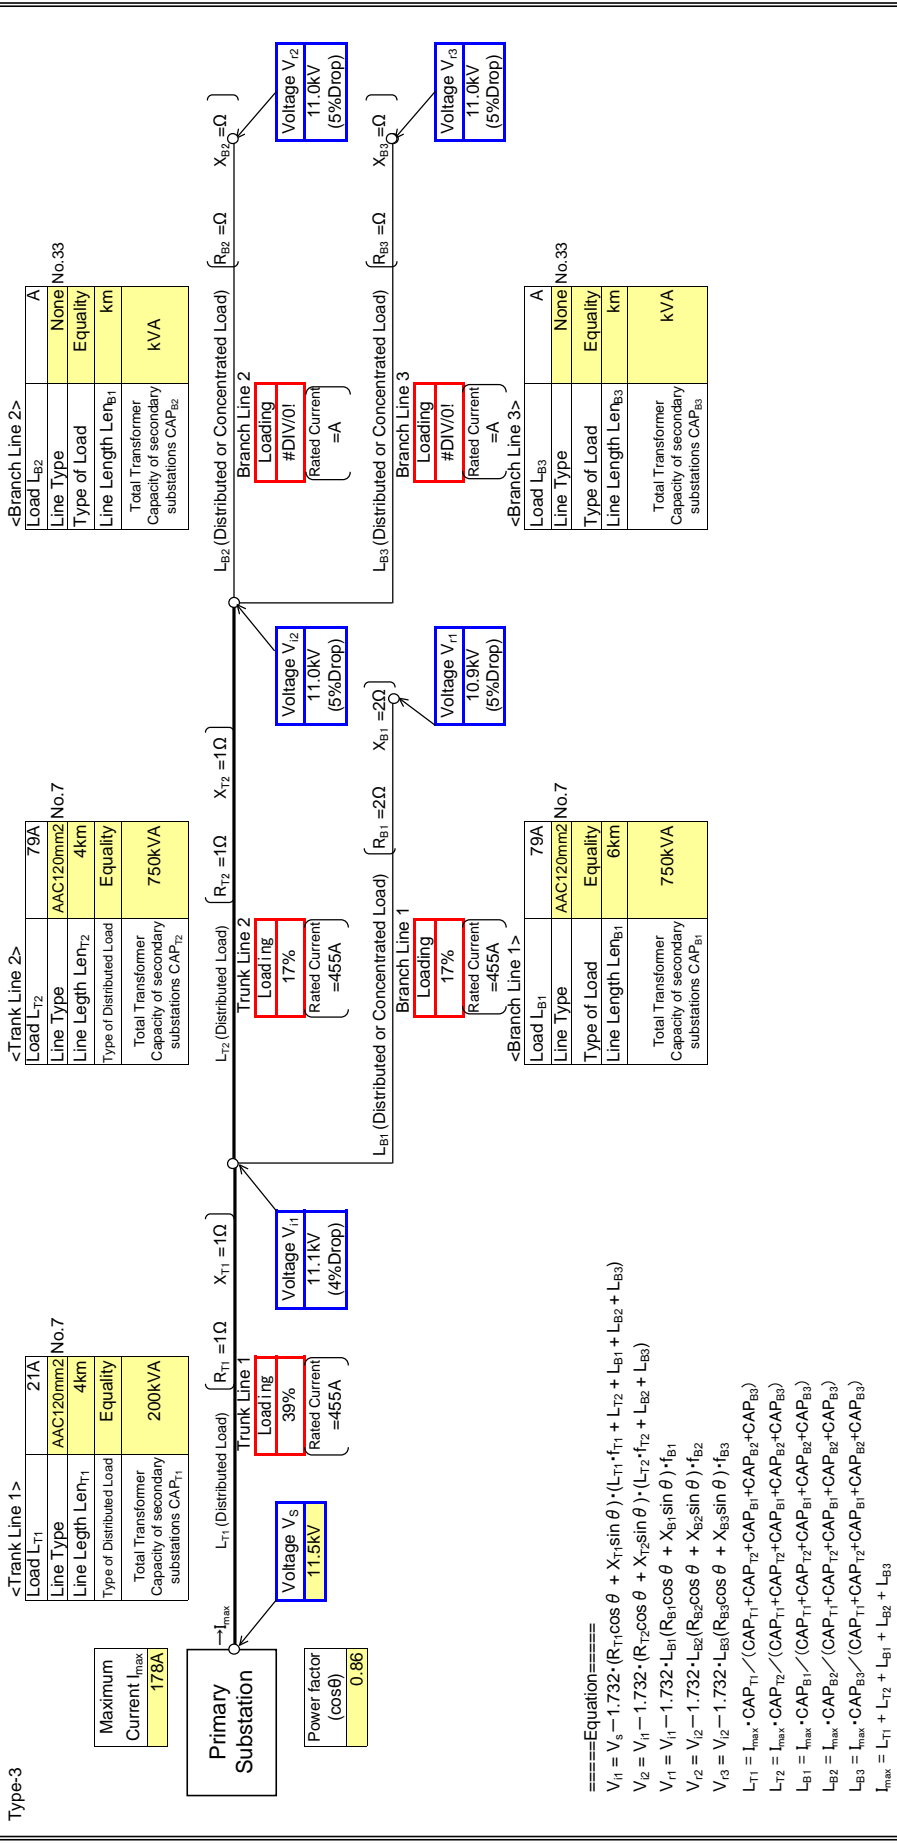 Type-3
Maximum
Current Imax
178A
Primary
Substation
Power factor
(cosθ)
0.86
→Imax
Voltage VS
11.5kV
<Trank Line 1>
Load LT1 21A
Line Type AAC120mm2 No.7
Line Legth LenT1 4km
Type of Distributed Load Equality
Total Transformer
Capacity of secondary
substations CAPT1
200kVA
LT1 (Distributed Load) (RT1 =1Ω XT1 =1Ω)
Trunk Line 1
Loading
39%
(Rated Current
=455A)
Voltage Vi1
11.1kV
(4%Drop)
<Trank Line 2>
Load LT2 79A
Line Type AAC120mm2 No.7
Line Legth LenT2 4km
Type of Distributed Load Equality
Total Transformer
Capacity of secondary
substations CAPT2
750kVA
LT2 (Distributed Load) (RT2 =1Ω XT2 =1Ω)
Trunk Line 2
Loading
17%
(Rated Current
=455A)
Voltage Vi2
11.0kV
(5%Drop)
LB1 (Distributed or Concentrated Load) (RB1 =2Ω XB1 =2Ω)
Branch Line 1
Loading
17%
(Rated Current
=455A)
Voltage Vr1
10.9kV
(5%Drop)
<Branch Line 1>
Load LB1 79A
Line Type AAC120mm2 No.7
Type of Load Equality
Line Length LenB1 6km
Total Transformer
Capacity of secondary
substations CAPB1
750kVA
<Branch Line 2>
Load LB2 A
Line Type None No.33
Type of Load Equality
Line Length LenB1 km
Total Transformer
Capacity of secondary
substations CAPB2
kVA
LB2 (Distributed or Concentrated Load) (RB2 =Ω XB2 =Ω)
Branch Line 2
Loading
#DIV/0!
(Rated Current
=A)
Voltage Vr2
11.0kV
(5%Drop)
LB3 (Distributed or Concentrated Load) (RB3 =Ω XB3 =Ω)
Branch Line 3
Loading
#DIV/0!
(Rated Current
=A)
Voltage Vr3
11.0kV
(5%Drop)
<Branch Line 3>
Load LB3 A
Line Type None No.33
Type of Load Equality
Line Length LenB3 km
Total Transformer
Capacity of secondary
substations CAPB3
kVA
=====Equation=====
Vi1 = Vs－1.732･(RT1cos θ + XT1sin θ)･(LT1･fT1 + LT2 + LB1 + LB2 + LB3)
Vi2 = Vi1－1.732･(RT2cos θ + XT2sin θ)･(LT2･fT2 + LB2 + LB3)
Vr1 = Vi1－1.732･LB1(RB1cos θ + XB1sin θ)･fB1
Vr2 = Vi2－1.732･LB2(RB2cos θ + XB2sin θ)･fB2
Vr3 = Vi2－1.732･LB3(RB3cos θ + XB3sin θ)･fB3
LT1 = Imax･CAPT1／(CAPT1+CAPT2+CAPB1+CAPB2+CAPB3)
LT2 = Imax･CAPT2／(CAPT1+CAPT2+CAPB1+CAPB2+CAPB3)
LB1 = Imax･CAPB1／(CAPT1+CAPT2+CAPB1+CAPB2+CAPB3)
LB2 = Imax･CAPB2／(CAPT1+CAPT2+CAPB1+CAPB2+CAPB3)
LB3 = Imax･CAPB3／(CAPT1+CAPT2+CAPB1+CAPB2+CAPB3)
Imax = LT1 + LT2 + LB1 + LB2 + LB3